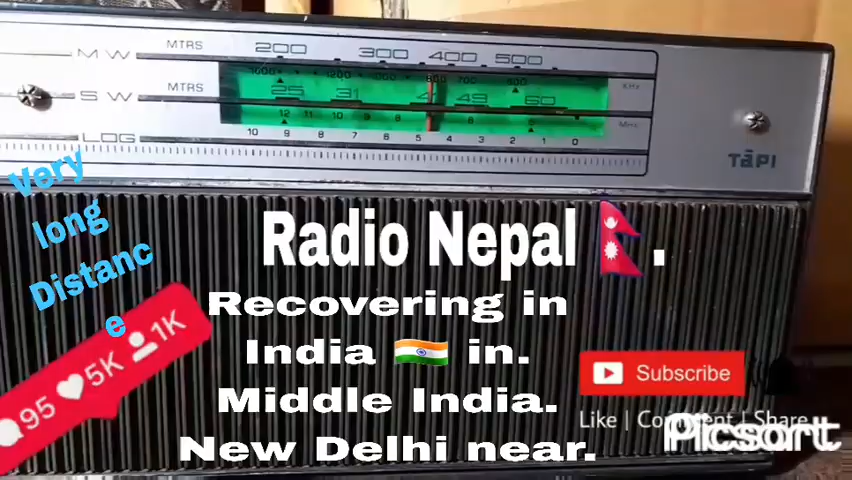 MW MTRS 200 300 400 500
KHz
SW MTRS 25 31 41 49 60
MHz
LOG 10 9 8 7 6 5 4 3 2 1 0
TāPI
Very
long
Distanc
e
Radio Nepal 🇳🇵.
Recovering in
India 🇮🇳 in.
Middle India.
New Delhi near.
95 5K 1K
Subscribe
Like | Comment | Share
Picsart